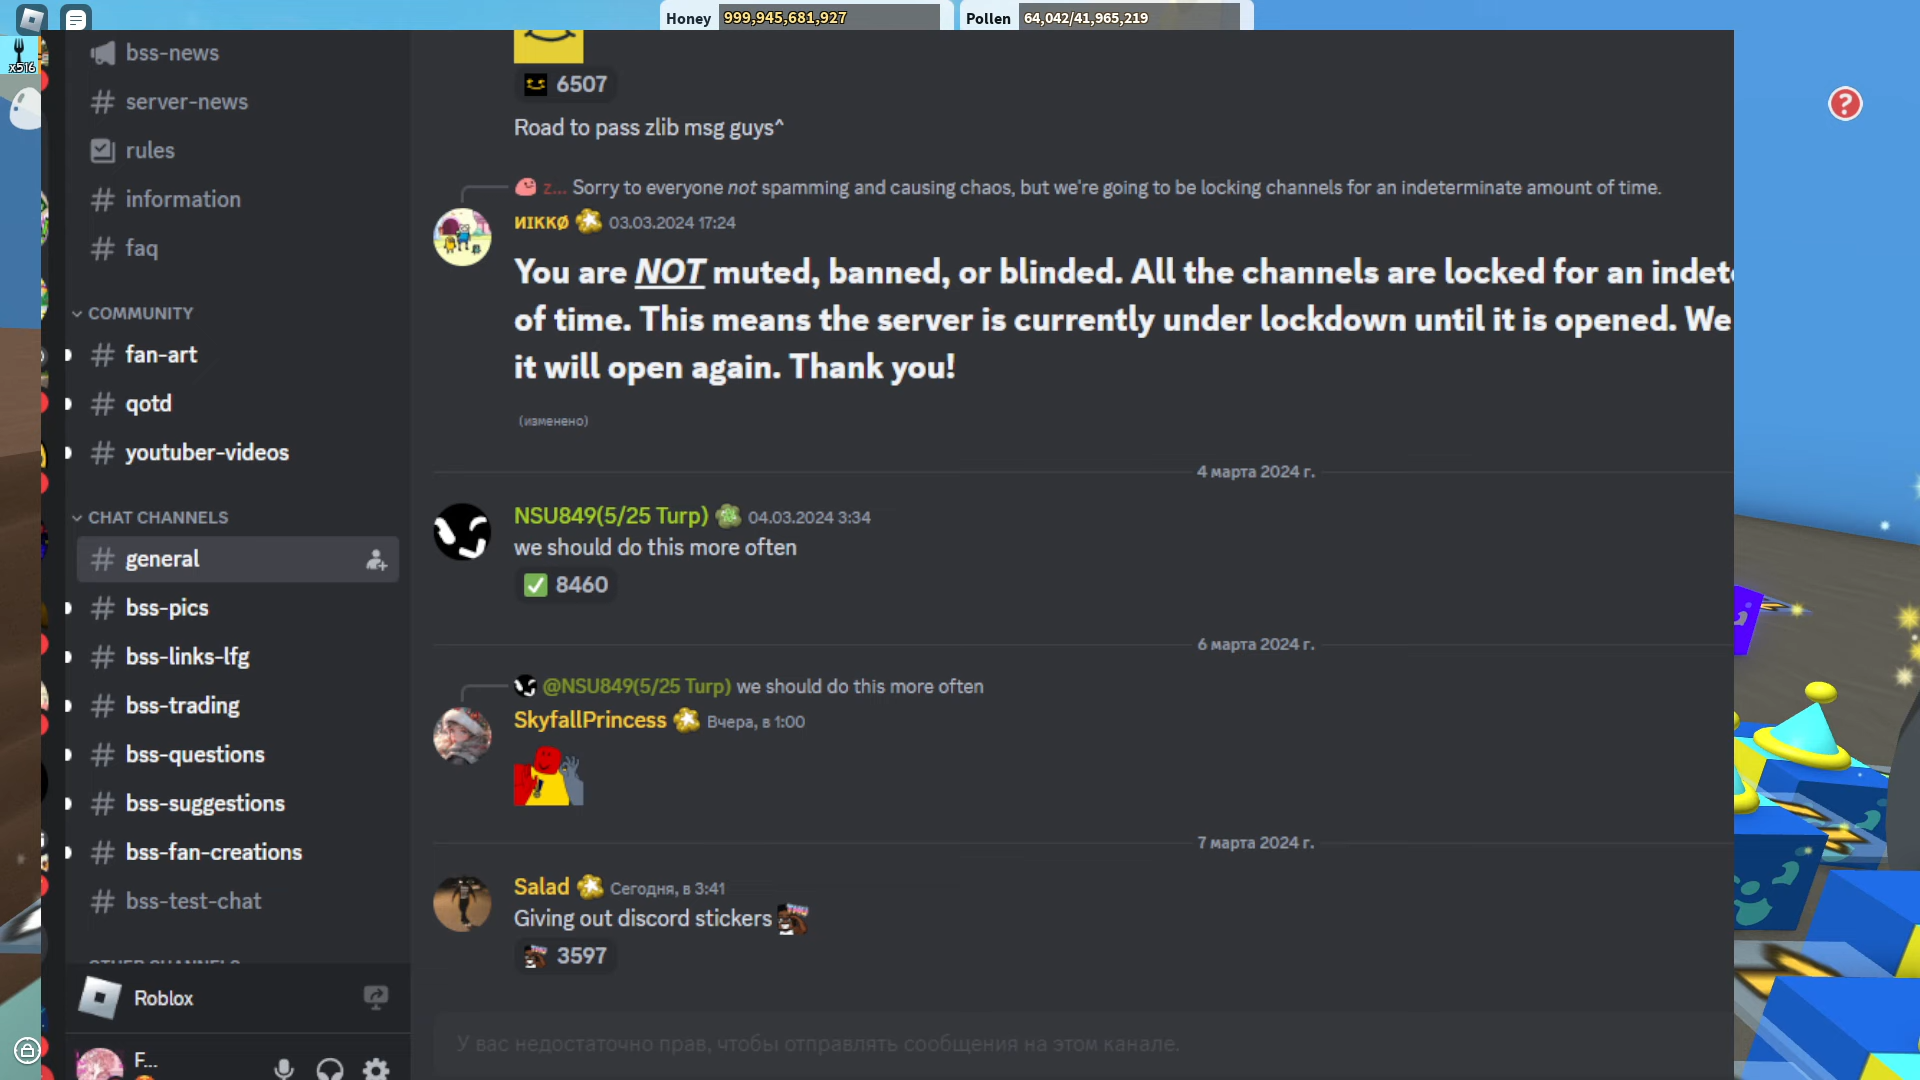 Honey 999,945,681,927
Pollen 64,042/41,965,219
x516
bss-news
server-news
rules
information
faq
COMMUNITY
fan-art
qotd
youtuber-videos
CHAT CHANNELS
general
bss-pics
bss-links-lfg
bss-trading
bss-questions
bss-suggestions
bss-fan-creations
bss-test-chat
OTHER CHANNELS
Roblox
F...
6507
Road to pass zlib msg guys^
z... Sorry to everyone not spamming and causing chaos, but we're going to be locking channels for an indeterminate amount of time.
ИIKKØ 03.03.2024 17:24
You are NOT muted, banned, or blinded. All the channels are locked for an indete
of time. This means the server is currently under lockdown until it is opened. We
it will open again. Thank you!
(изменено)
4 марта 2024 г.
NSU849(5/25 Turp) 04.03.2024 3:34
we should do this more often
8460
6 марта 2024 г.
@NSU849(5/25 Turp) we should do this more often
SkyfallPrincess Вчера, в 1:00
7 марта 2024 г.
Salad Сегодня, в 3:41
Giving out discord stickers
3597
У вас недостаточно прав, чтобы отправлять сообщения на этом канале.
?